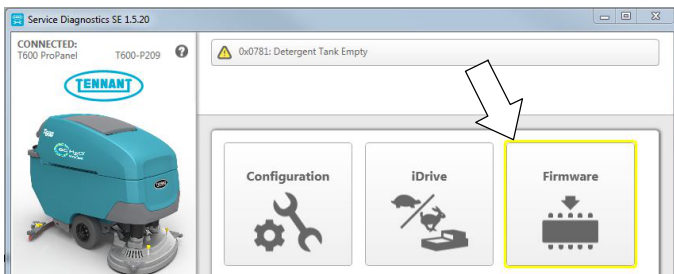 Service Diagnostics SE 1.5.20
CONNECTED:
T600 ProPanel T600-P209 ?
0x0781: Detergent Tank Empty
TENNANT
Configuration
iDrive
Firmware